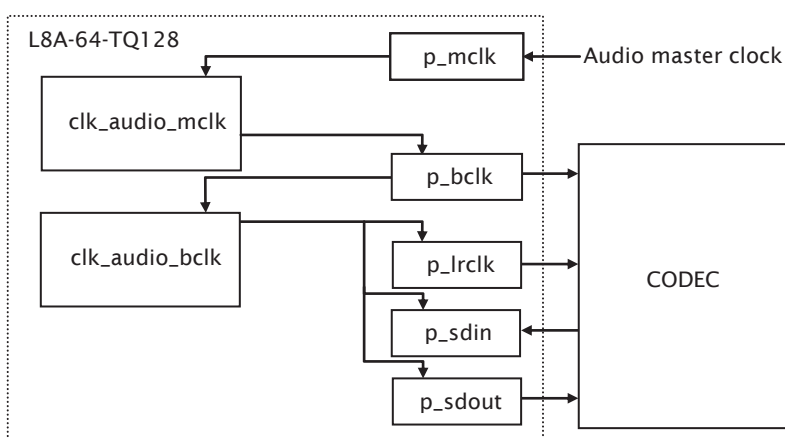 L8A-64-TQ128
p_mclk
Audio master clock
clk_audio_mclk
p_bclk
clk_audio_bclk
p_lrclk
CODEC
p_sdin
p_sdout